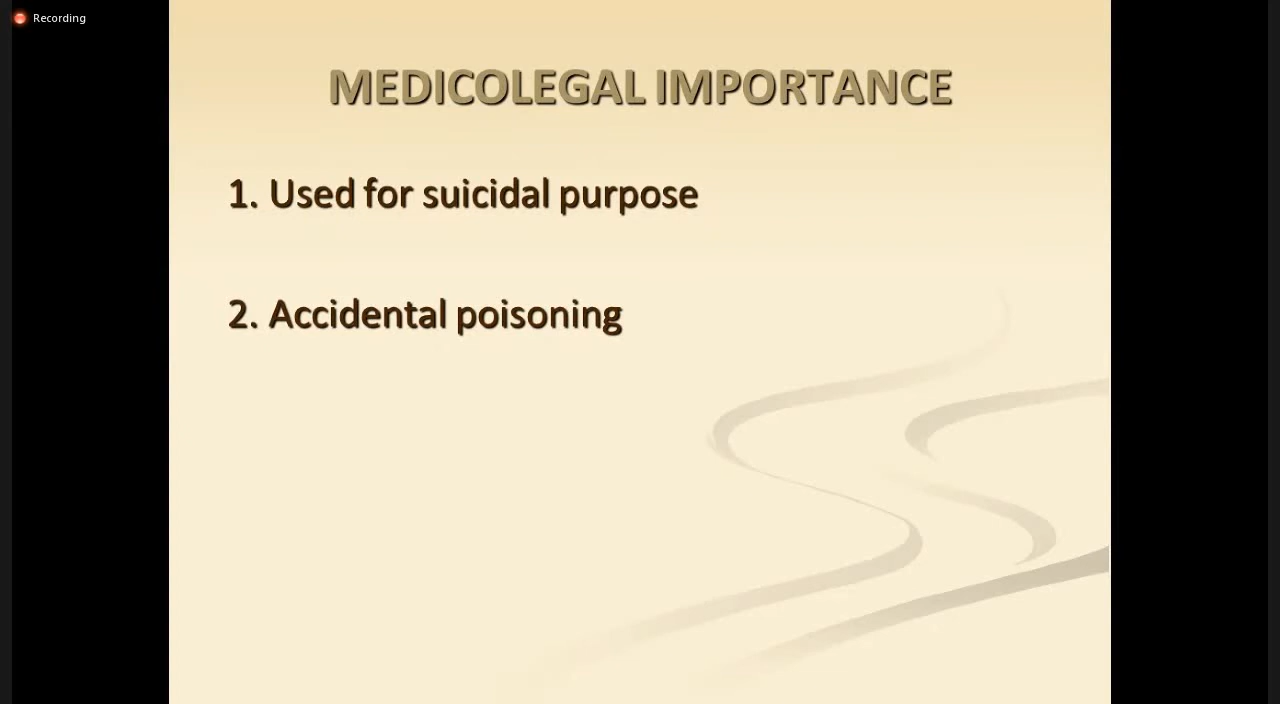 Recording
MEDICOLEGAL IMPORTANCE
1. Used for suicidal purpose
2. Accidental poisoning